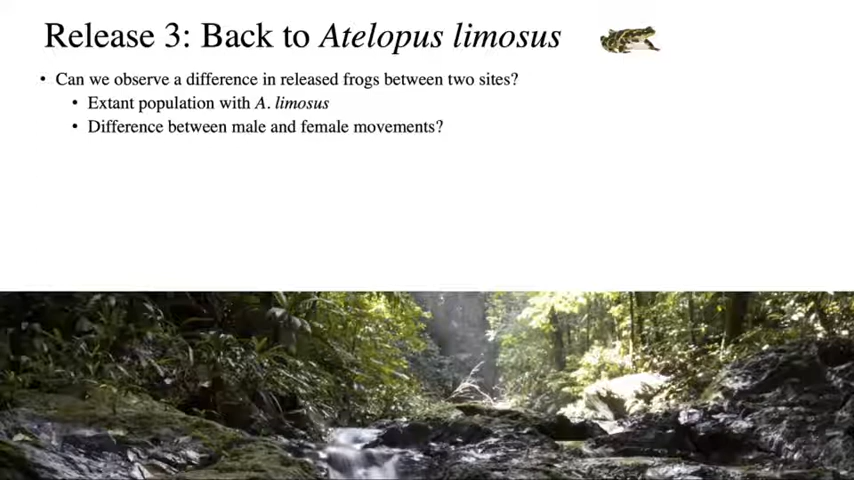 Release 3: Back to Atelopus limosus
• Can we observe a difference in released frogs between two sites?
• Extant population with A. limosus
• Difference between male and female movements?